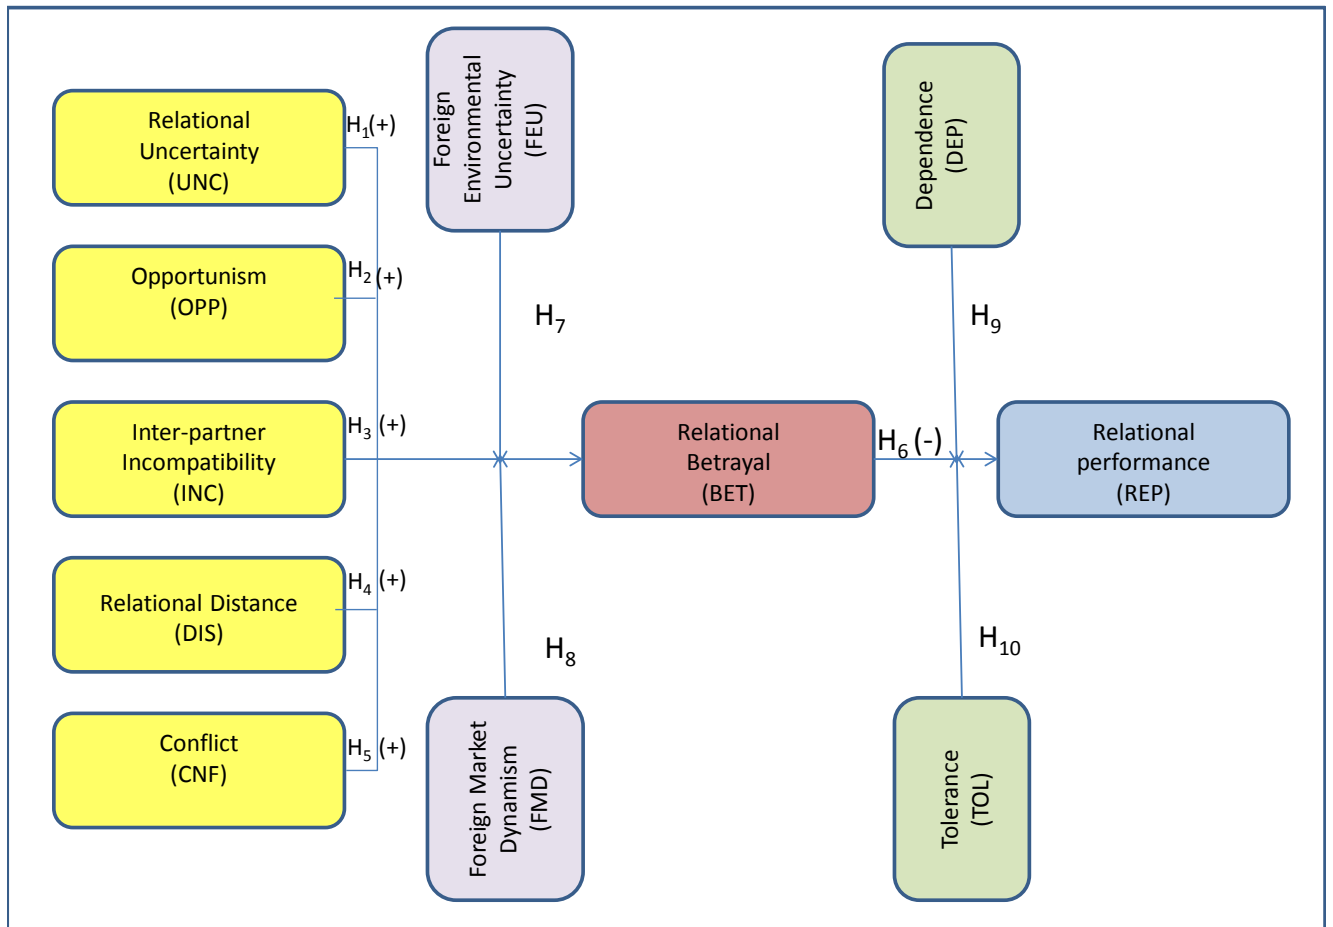 Relational
Uncertainty
(UNC)
H1(+)
Opportunism
(OPP)
H2 (+)
Inter-partner
Incompatibility
(INC)
H3 (+)
Relational Distance
(DIS)
H4 (+)
Conflict
(CNF)
H5 (+)
Foreign
Environmental
Uncertainty
(FEU)
H7
Foreign Market
Dynamism
(FMD)
H8
Relational
Betrayal
(BET)
H6 (-)
Dependence
(DEP)
H9
Relational
performance
(REP)
H10
Tolerance
(TOL)